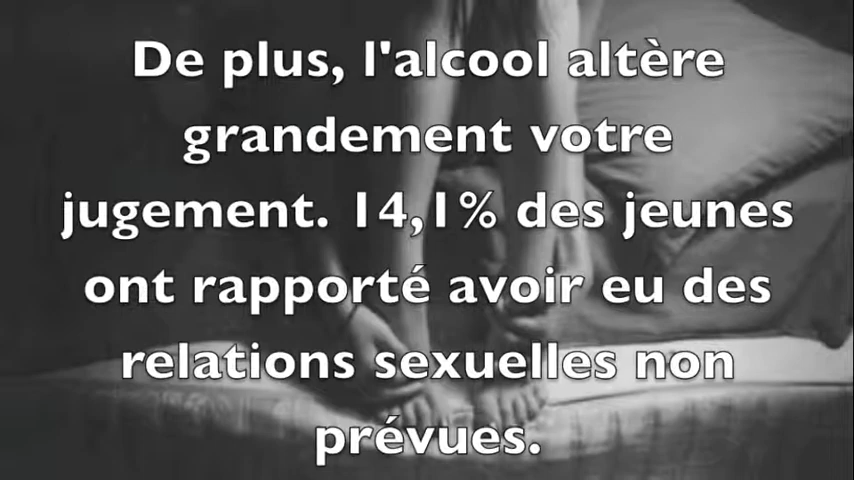 De plus, l'alcool altère
grandement votre
jugement. 14,1% des jeunes
ont rapporté avoir eu des
relations sexuelles non
prévues.